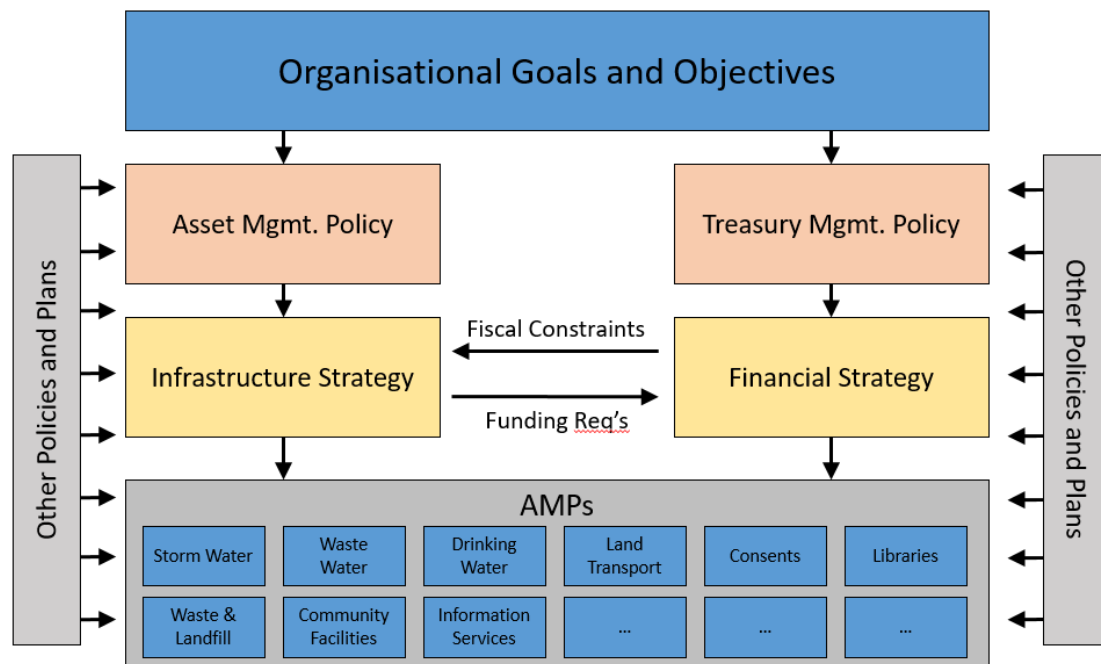 Organisational Goals and Objectives
Other Policies and Plans
Asset Mgmt. Policy
Treasury Mgmt. Policy
Other Policies and Plans
Infrastructure Strategy
Fiscal Constraints
Funding Req's
Financial Strategy
AMPs
Storm Water
Waste
Water
Drinking
Water
Land
Transport
Consents
Libraries
Waste &
Landfill
Community
Facilities
Information
Services
...
...
...